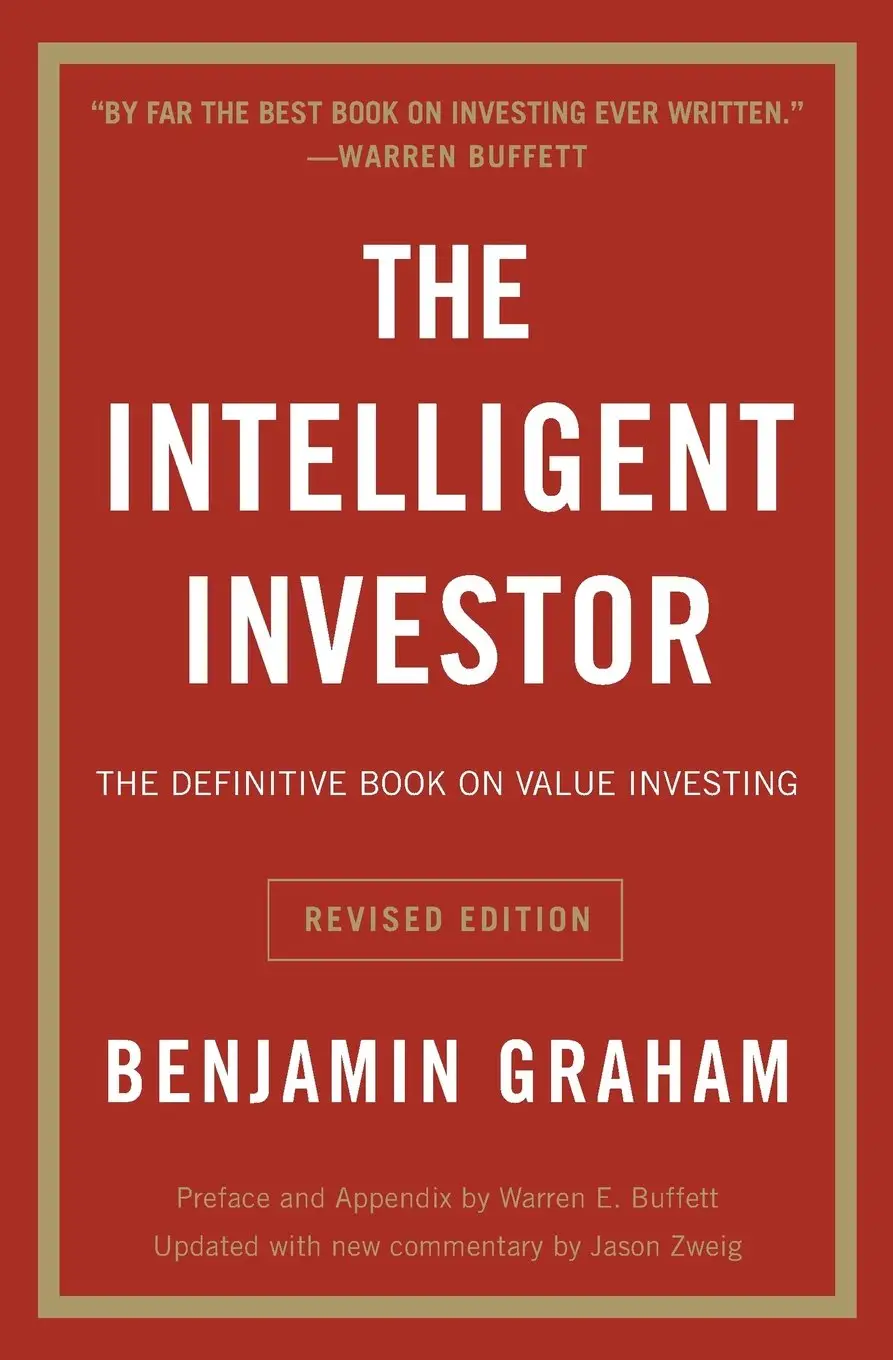 “BY FAR THE BEST BOOK ON INVESTING EVER WRITTEN.”
—WARREN BUFFETT
THE
INTELLIGENT
INVESTOR
THE DEFINITIVE BOOK ON VALUE INVESTING
REVISED EDITION
BENJAMIN GRAHAM
Preface and Appendix by Warren E. Buffett
Updated with new commentary by Jason Zweig